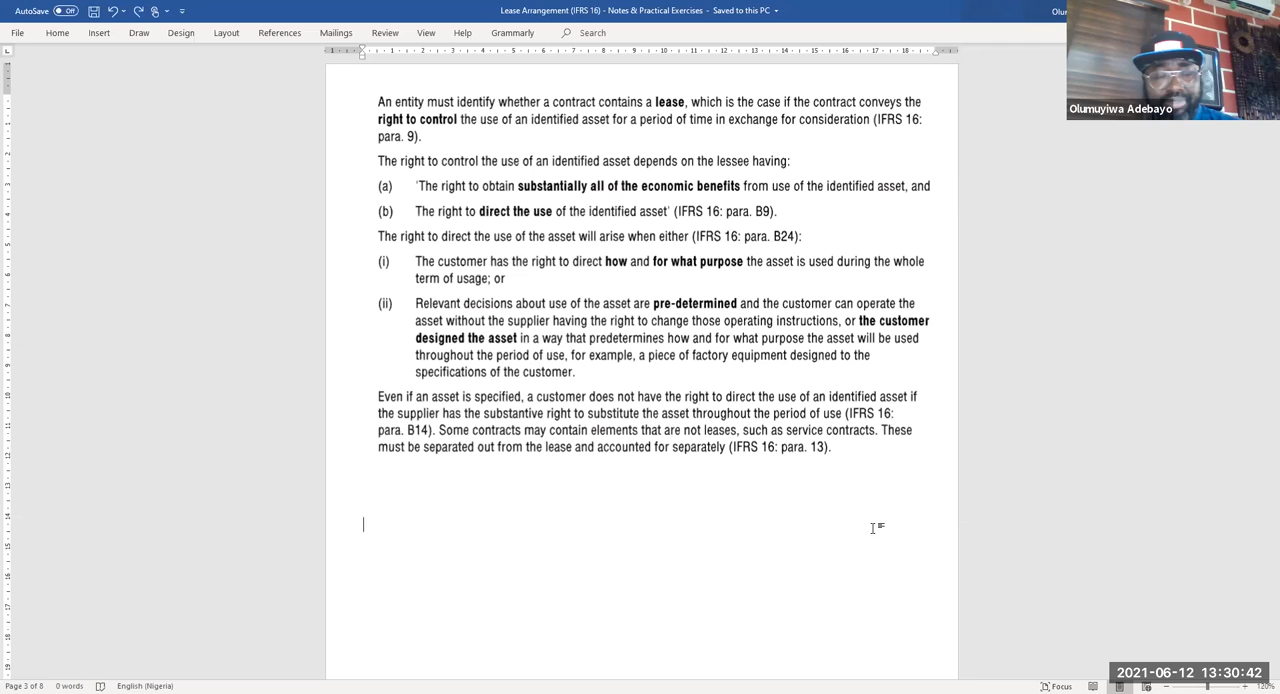 AutoSave Off
Lease Arrangement (IFRS 16) - Notes & Practical Exercises - Saved to this PC
File Home Insert Draw Design Layout References Mailings Review View Help Grammarly Search
Olumuyiwa Adebayo
An entity must identify whether a contract contains a lease, which is the case if the contract conveys the
right to control the use of an identified asset for a period of time in exchange for consideration (IFRS 16:
para. 9).
The right to control the use of an identified asset depends on the lessee having:
(a) 'The right to obtain substantially all of the economic benefits from use of the identified asset, and
(b) The right to direct the use of the identified asset' (IFRS 16: para. B9).
The right to direct the use of the asset will arise when either (IFRS 16: para. B24):
(i) The customer has the right to direct how and for what purpose the asset is used during the whole
term of usage; or
(ii) Relevant decisions about use of the asset are pre-determined and the customer can operate the
asset without the supplier having the right to change those operating instructions, or the customer
designed the asset in a way that predetermines how and for what purpose the asset will be used
throughout the period of use, for example, a piece of factory equipment designed to the
specifications of the customer.
Even if an asset is specified, a customer does not have the right to direct the use of an identified asset if
the supplier has the substantive right to substitute the asset throughout the period of use (IFRS 16:
para. B14). Some contracts may contain elements that are not leases, such as service contracts. These
must be separated out from the lease and accounted for separately (IFRS 16: para. 13).
2021-06-12 13:30:42
Page 3 of 8 0 words English (Nigeria) Focus 120%